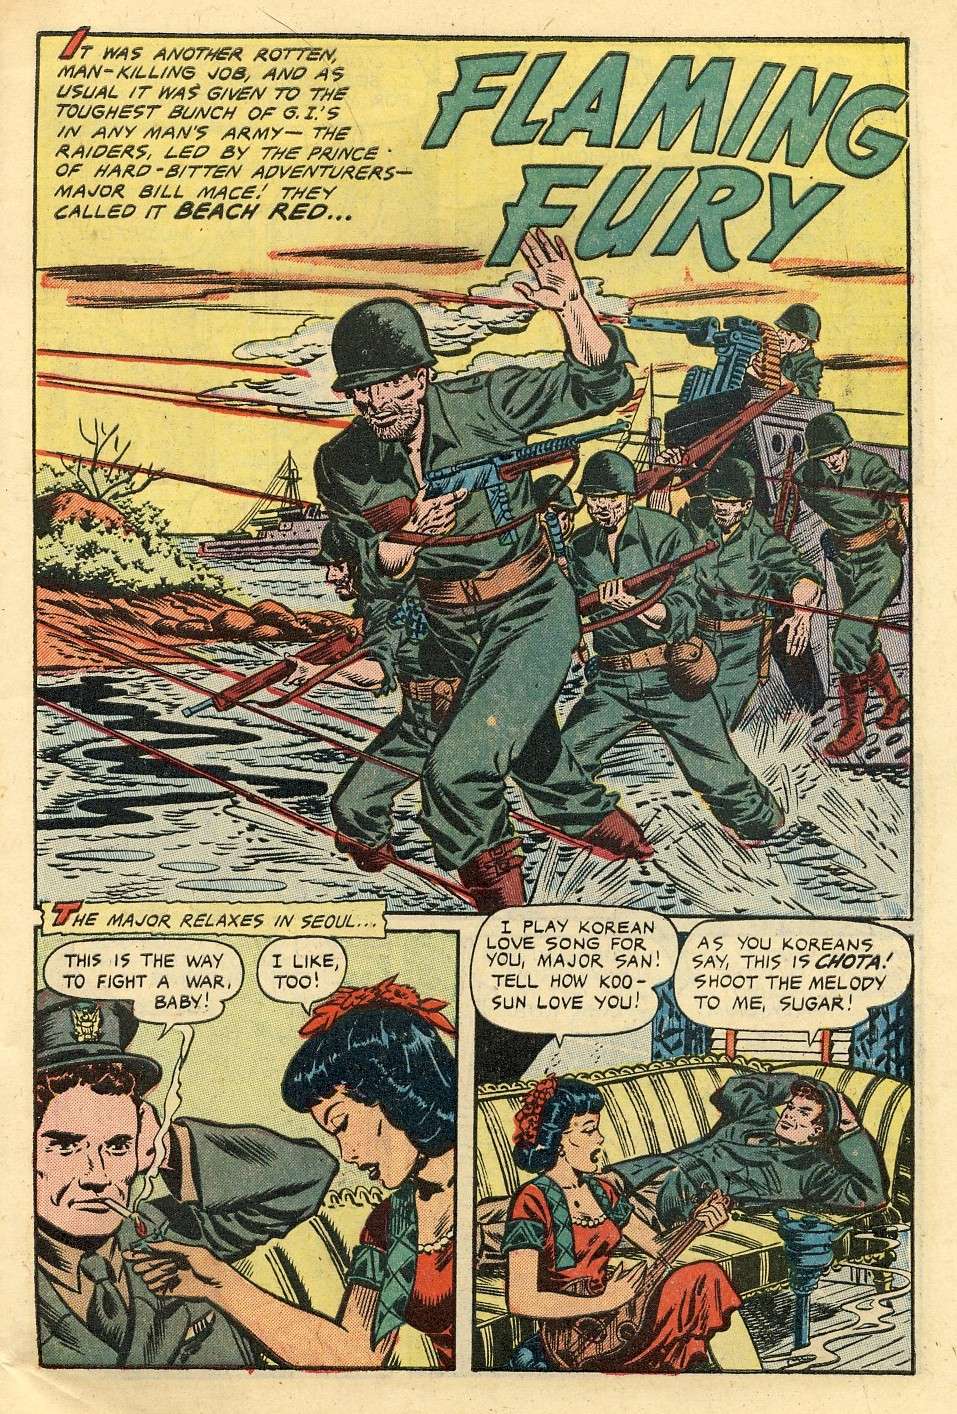 IT WAS ANOTHER ROTTEN,
MAN-KILLING JOB, AND AS
USUAL IT WAS GIVEN TO THE
TOUGHEST BUNCH OF G.I.'S
IN ANY MAN'S ARMY— THE
RAIDERS, LED BY THE PRINCE
OF HARD-BITTEN ADVENTURERS—
MAJOR BILL MACE! THEY
CALLED IT BEACH RED...
FLAMING
FURY
THE MAJOR RELAXES IN SEOUL...
THIS IS THE WAY
TO FIGHT A WAR,
BABY!
I LIKE,
TOO!
I PLAY KOREAN
LOVE SONG FOR
YOU, MAJOR SAN!
TELL HOW KOO-
SUN LOVE YOU!
AS YOU KOREANS
SAY, THIS IS CHOTA!
SHOOT THE MELODY
TO ME, SUGAR!